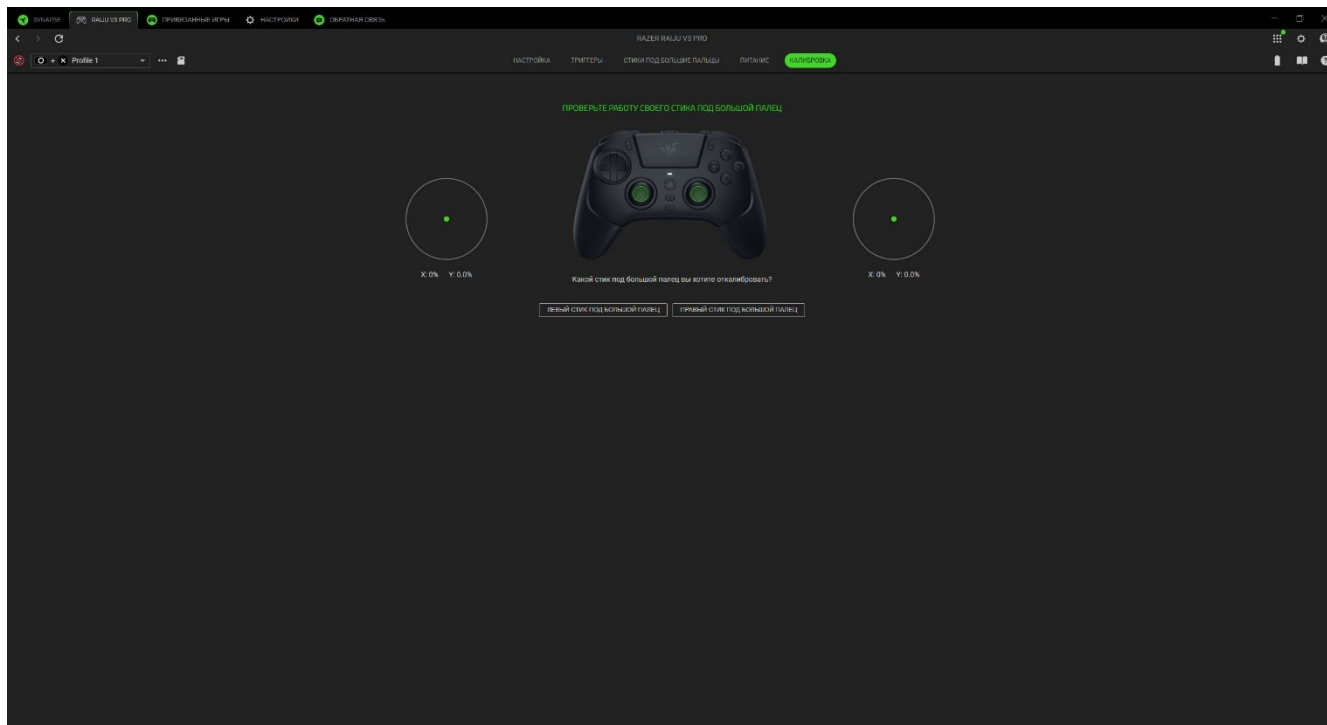 SYNAPSE RAIJU V3 PRO ПРИВЯЗАННЫЕ ИГРЫ НАСТРОЙКИ ОБРАТНАЯ СВЯЗЬ
RAZER RAIJU V3 PRO
Profile 1 НАСТРОЙКА ТРИГГЕРЫ СТИКИ ПОД БОЛЬШИЕ ПАЛЬЦЫ ПИТАНИЕ КАЛИБРОВКА
ПРОВЕРЬТЕ РАБОТУ СВОЕГО СТИКА ПОД БОЛЬШОЙ ПАЛЕЦ
X: 0% Y: 0.0% X: 0% Y: 0.0%
Какой стик под большой палец вы хотите откалибровать?
ЛЕВЫЙ СТИК ПОД БОЛЬШОЙ ПАЛЕЦ ПРАВЫЙ СТИК ПОД БОЛЬШОЙ ПАЛЕЦ